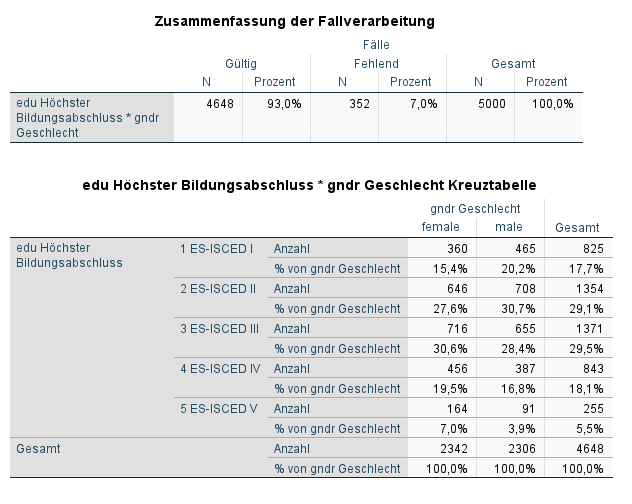 Zusammenfassung der Fallverarbeitung
Fälle
Gültig Fehlend Gesamt
N Prozent N Prozent N Prozent
edu Höchster
Bildungsabschluss * gndr
Geschlecht
4648 93,0% 352 7,0% 5000 100,0%
edu Höchster Bildungsabschluss * gndr Geschlecht Kreuztabelle
gndr Geschlecht
female male Gesamt
edu Höchster
Bildungsabschluss
1 ES-ISCED I Anzahl 360 465 825
% von gndr Geschlecht 15,4% 20,2% 17,7%
2 ES-ISCED II Anzahl 646 708 1354
% von gndr Geschlecht 27,6% 30,7% 29,1%
3 ES-ISCED III Anzahl 716 655 1371
% von gndr Geschlecht 30,6% 28,4% 29,5%
4 ES-ISCED IV Anzahl 456 387 843
% von gndr Geschlecht 19,5% 16,8% 18,1%
5 ES-ISCED V Anzahl 164 91 255
% von gndr Geschlecht 7,0% 3,9% 5,5%
Gesamt Anzahl 2342 2306 4648
% von gndr Geschlecht 100,0% 100,0% 100,0%